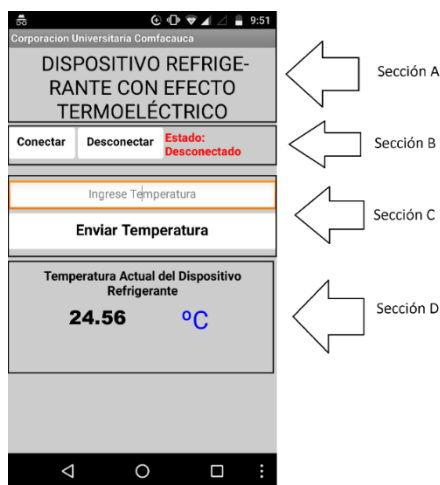 9:51
Corporacion Universitaria Comfacauca
DISPOSITIVO REFRIGE-
RANTE CON EFECTO
TERMOELÉCTRICO
Sección A
Conectar Desconectar Estado:
Desconectado
Sección B
Ingrese Temperatura
Enviar Temperatura
Sección C
Temperatura Actual del Dispositivo
Refrigerante
24.56 ºC
Sección D